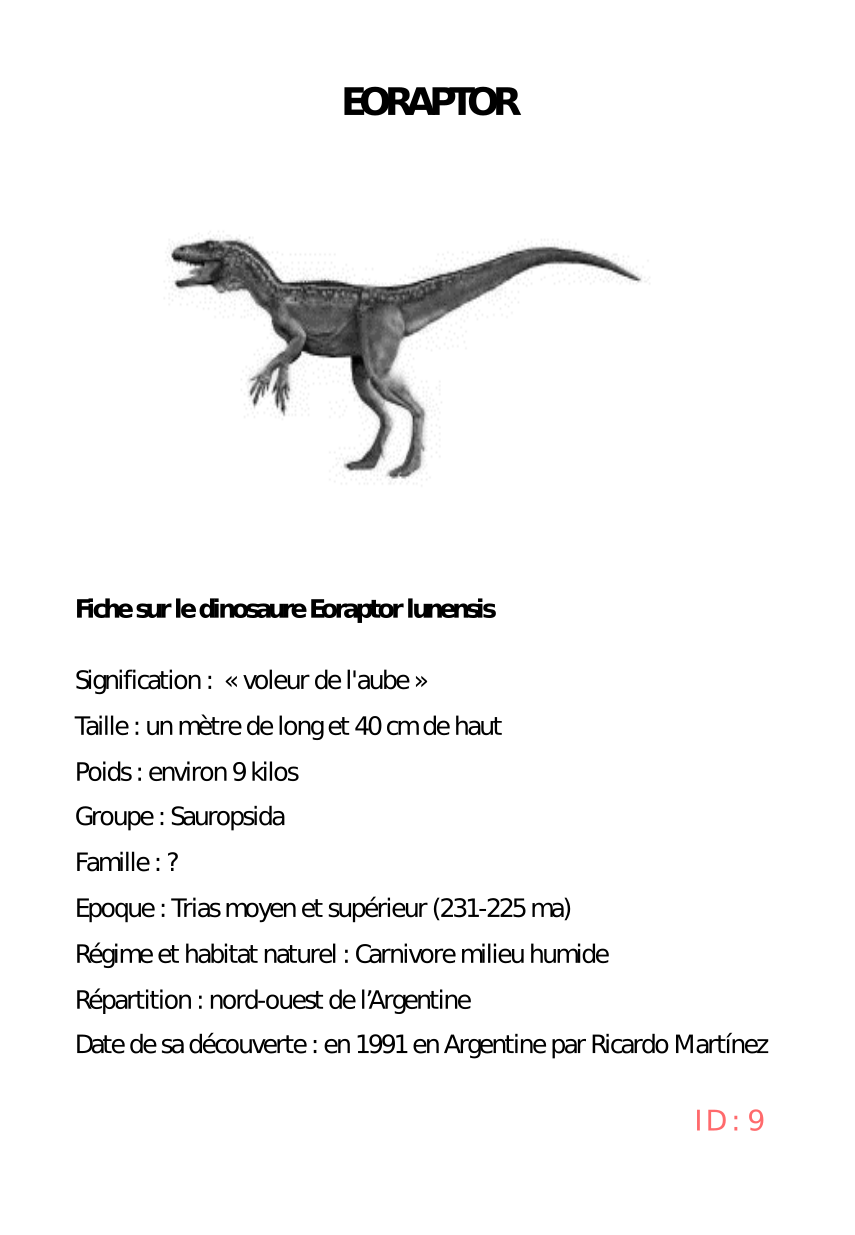 EORAPTOR
Fiche sur le dinosaure Eoraptor lunensis
Signification : « voleur de l'aube »
Taille : un mètre de long et 40 cm de haut
Poids : environ 9 kilos
Groupe : Sauropsida
Famille : ?
Epoque : Trias moyen et supérieur (231-225 ma)
Régime et habitat naturel : Carnivore milieu humide
Répartition : nord-ouest de l’Argentine
Date de sa découverte : en 1991 en Argentine par Ricardo Martínez
ID : 9